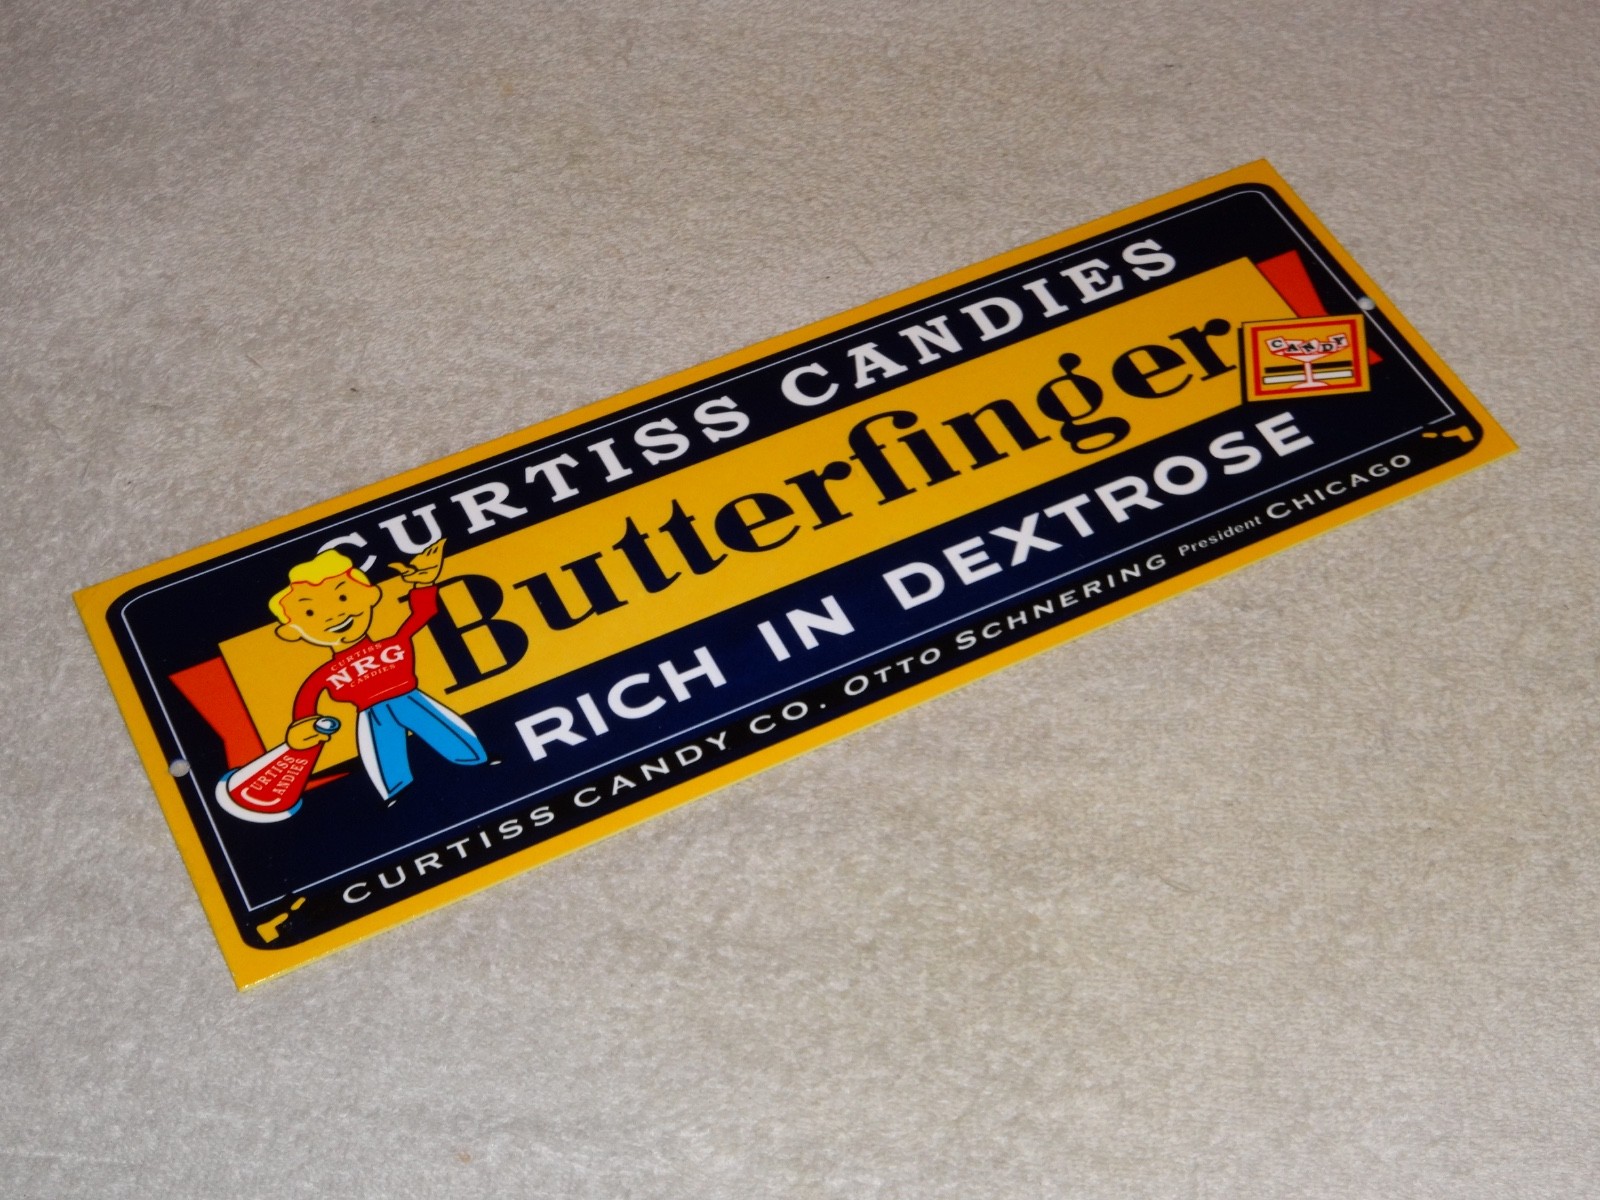 CURTISS CANDIES
Butterfinger
CANDY
RICH IN DEXTROSE
CURTISS
NRG
CANDIES
CURTISS
CANDIES
CURTISS CANDY CO. OTTO SCHNERING President CHICAGO